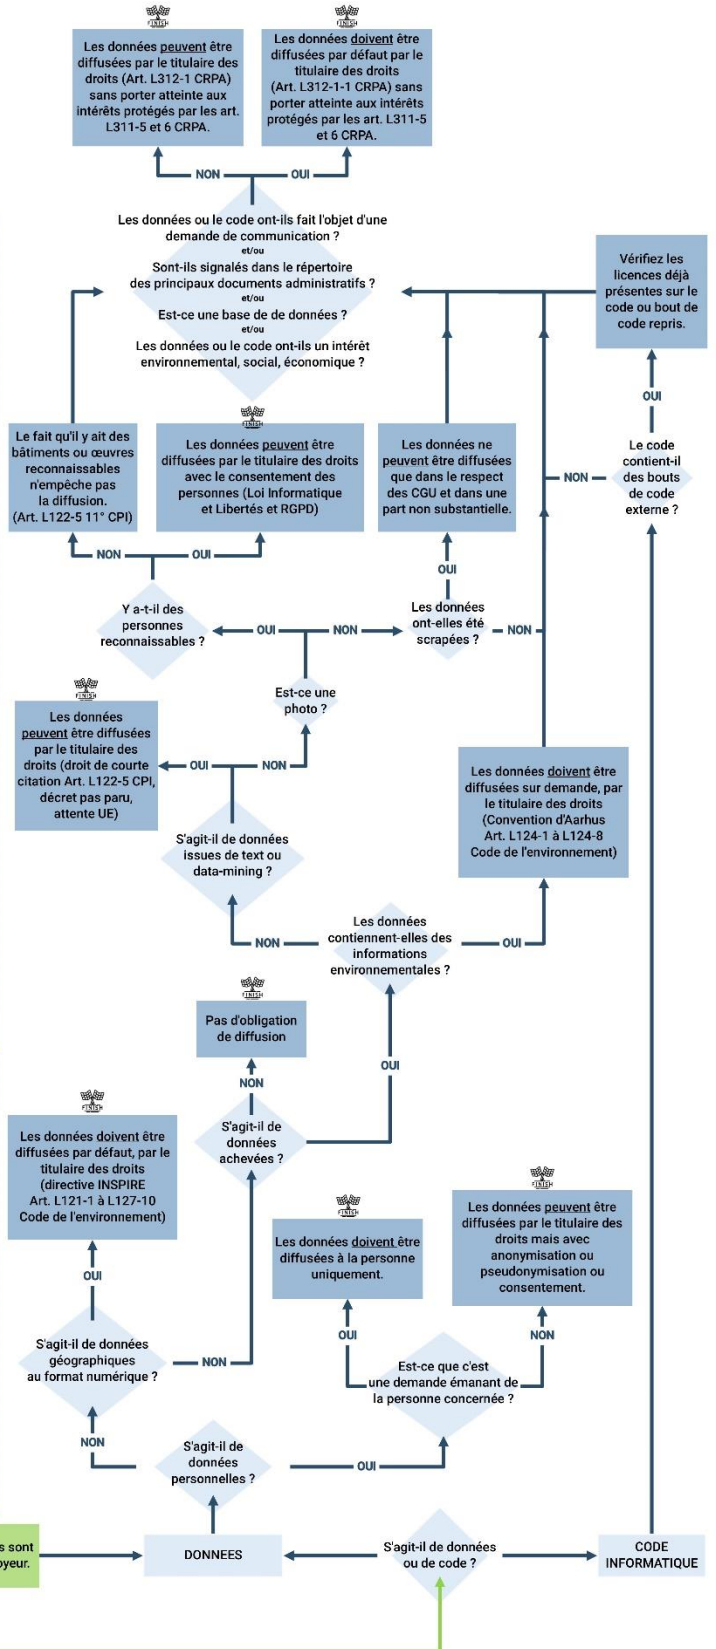 FINISH
Les données peuvent être
diffusées par le titulaire des
droits (Art. L312-1 CRPA)
sans porter atteinte aux
intérêts protégés par les art.
L311-5 et 6 CRPA.
FINISH
Les données doivent être
diffusées par défaut par le
titulaire des droits
(Art. L312-1-1 CRPA) sans
porter atteinte aux intérêts
protégés par les art. L311-5
et 6 CRPA.
NON
OUI
Les données ou le code ont-ils fait l'objet d'une
demande de communication ?
et/ou
Sont-ils signalés dans le répertoire
des principaux documents administratifs ?
et/ou
Est-ce une base de de données ?
et/ou
Les données ou le code ont-ils un intérêt
environnemental, social, économique ?
Vérifiez les
licences déjà
présentes sur le
code ou bout de
code repris.
OUI
Le fait qu'il y ait des
bâtiments ou œuvres
reconnaissables
n'empêche pas
la diffusion.
(Art. L122-5 11° CPI)
FINISH
Les données peuvent être
diffusées par le titulaire des droits
avec le consentement des
personnes (Loi Informatique
et Libertés et RGPD)
Les données ne
peuvent être diffusées
que dans le respect
des CGU et dans une
part non substantielle.
NON
Le code
contient-il
des bouts
de code
externe ?
NON
OUI
OUI
Y a-t-il des
personnes
reconnaissables ?
OUI
NON
Les données
ont-elles été
scrapées ?
NON
Est-ce une
photo ?
FINISH
Les données
peuvent être diffusées
par le titulaire des
droits (droit de courte
citation Art. L122-5 CPI,
décret pas paru,
attente UE)
OUI
NON
Les données doivent être
diffusées sur demande, par
le titulaire des droits
(Convention d'Aarhus
Art. L124-1 à L124-8
Code de l'environnement)
S'agit-il de données
issues de text ou
data-mining ?
NON
Les données
contiennent-elles des
informations
environnementales ?
OUI
FINISH
Pas d'obligation
de diffusion
NON
OUI
S'agit-il de
données
achevées ?
FINISH
Les données doivent être
diffusées par défaut, par le
titulaire des droits
(directive INSPIRE
Art. L121-1 à L127-10
Code de l'environnement)
OUI
FINISH
Les données doivent être
diffusées à la personne
uniquement.
FINISH
Les données peuvent être
diffusées par le titulaire des
droits mais avec
anonymisation ou
pseudonymisation ou
consentement.
S'agit-il de données
géographiques
au format numérique ?
NON
OUI
NON
Est-ce que c'est
une demande émanant de
la personne concernée ?
NON
S'agit-il de
données
personnelles ?
OUI
s sont
oyeur.
DONNEES
S'agit-il de données
ou de code ?
CODE
INFORMATIQUE